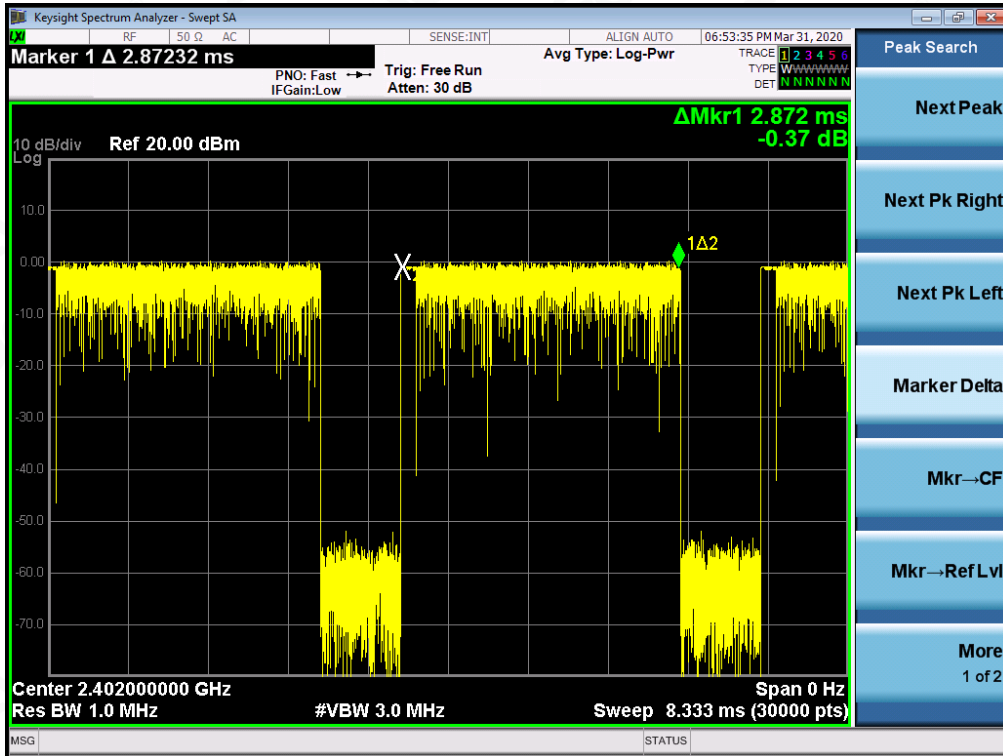 Keysight Spectrum Analyzer - Swept SA
LXI RF 50 Ω AC SENSE:INT ALIGN AUTO 06:53:35 PM Mar 31, 2020
Marker 1 Δ 2.87232 ms
PNO: Fast
IFGain:Low
Trig: Free Run
Atten: 30 dB
Avg Type: Log-Pwr
TRACE 1 2 3 4 5 6
TYPE WWWWWW
DET N N N N N N
ΔMkr1 2.872 ms
-0.37 dB
10 dB/div Ref 20.00 dBm
Log
10.0
0.00
-10.0
-20.0
-30.0
-40.0
-50.0
-60.0
-70.0
X2
1Δ2
Center 2.402000000 GHz Span 0 Hz
Res BW 1.0 MHz #VBW 3.0 MHz Sweep 8.333 ms (30000 pts)
MSG STATUS
Peak Search
Next Peak
Next Pk Right
Next Pk Left
Marker Delta
Mkr→CF
Mkr→Ref Lvl
More
1 of 2